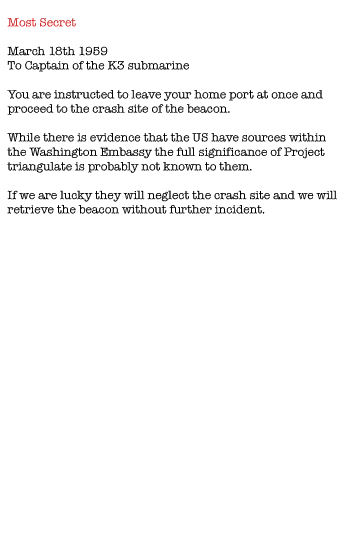 Most Secret
March 18th 1959
To Captain of the K3 submarine
You are instructed to leave your home port at once and
proceed to the crash site of the beacon.
While there is evidence that the US have sources within
the Washington Embassy the full significance of Project
triangulate is probably not known to them.
If we are lucky they will neglect the crash site and we will
retrieve the beacon without further incident.